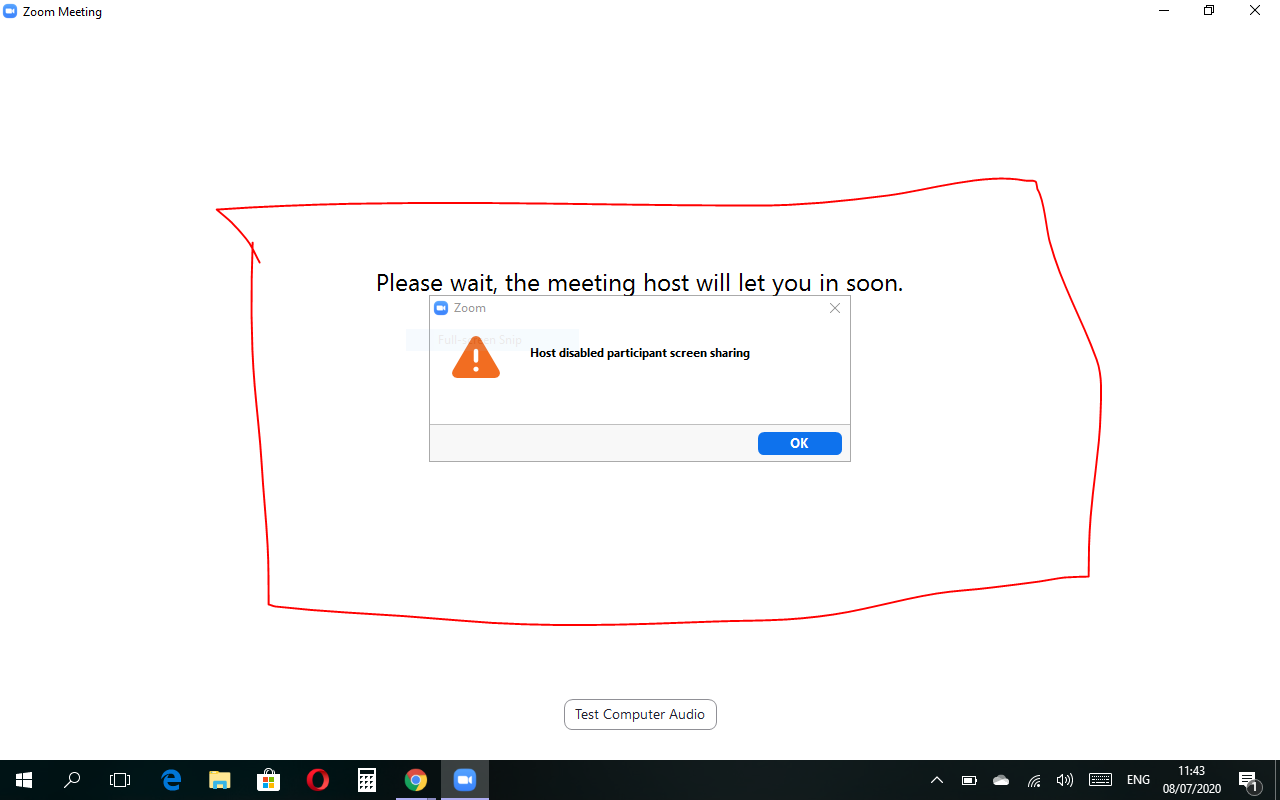 Zoom Meeting
Please wait, the meeting host will let you in soon.
Zoom
Full-screen Snip
Host disabled participant screen sharing
OK
Test Computer Audio
ENG
11:43
08/07/2020
1